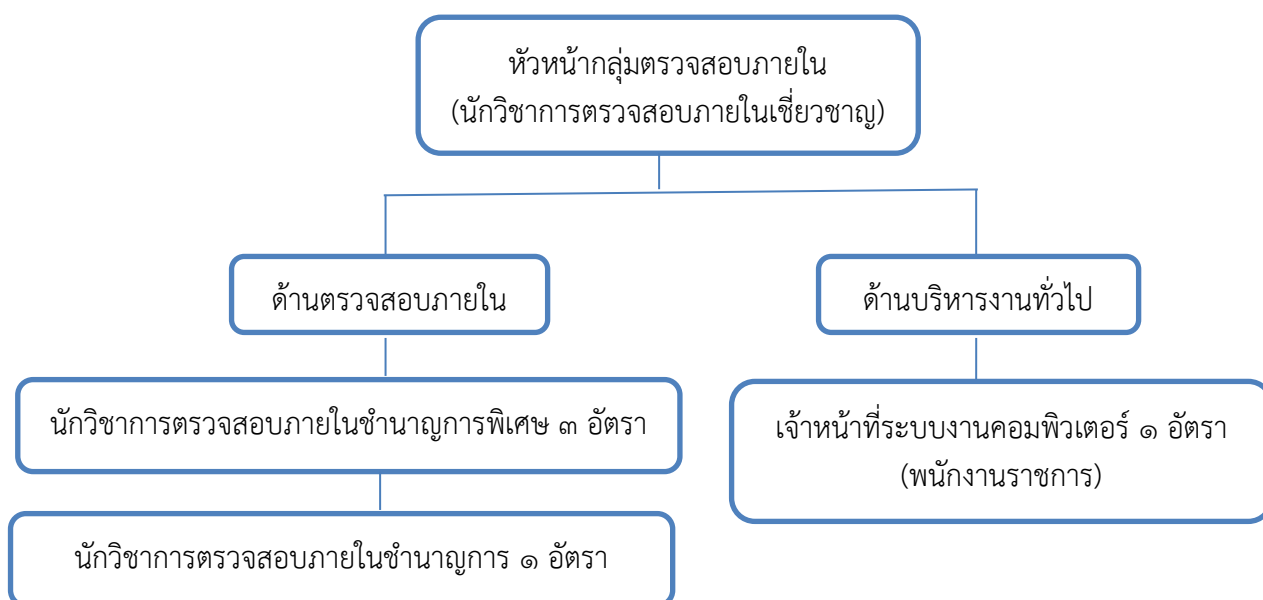 หัวหน้ากลุ่มตรวจสอบภายใน
(นักวิชาการตรวจสอบภายในเชี่ยวชาญ)
ด้านตรวจสอบภายใน
ด้านบริหารงานทั่วไป
นักวิชาการตรวจสอบภายในชำนาญการพิเศษ ๓ อัตรา
เจ้าหน้าที่ระบบงานคอมพิวเตอร์ ๑ อัตรา
(พนักงานราชการ)
นักวิชาการตรวจสอบภายในชำนาญการ ๑ อัตรา